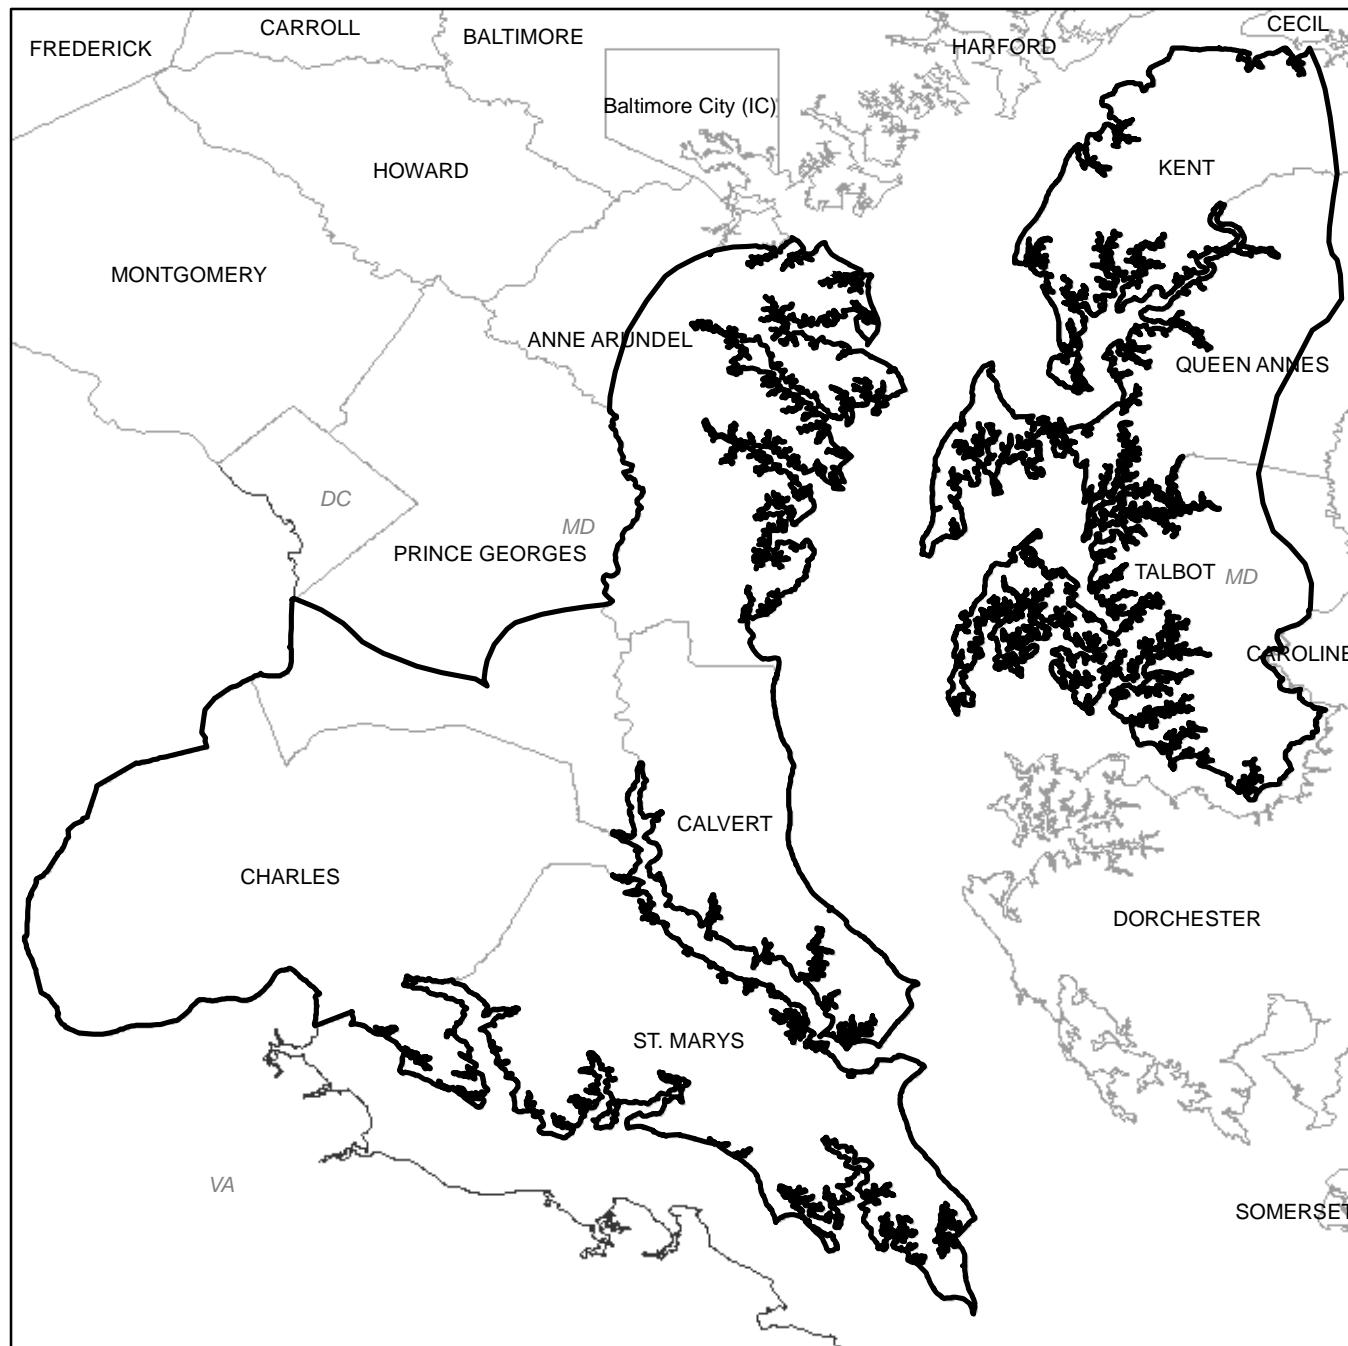 CECIL
CARROLL
BALTIMORE
FREDERICK
HARFORD
Baltimore City (IC)
KENT
HOWARD
MONTGOMERY
ANNE ARUNDEL
QUEEN ANNES
DC
MD
PRINCE GEORGES
TALBOT
MD
CAROLINE
CALVERT
CHARLES
DORCHESTER
ST. MARYS
VA
SOMERSET